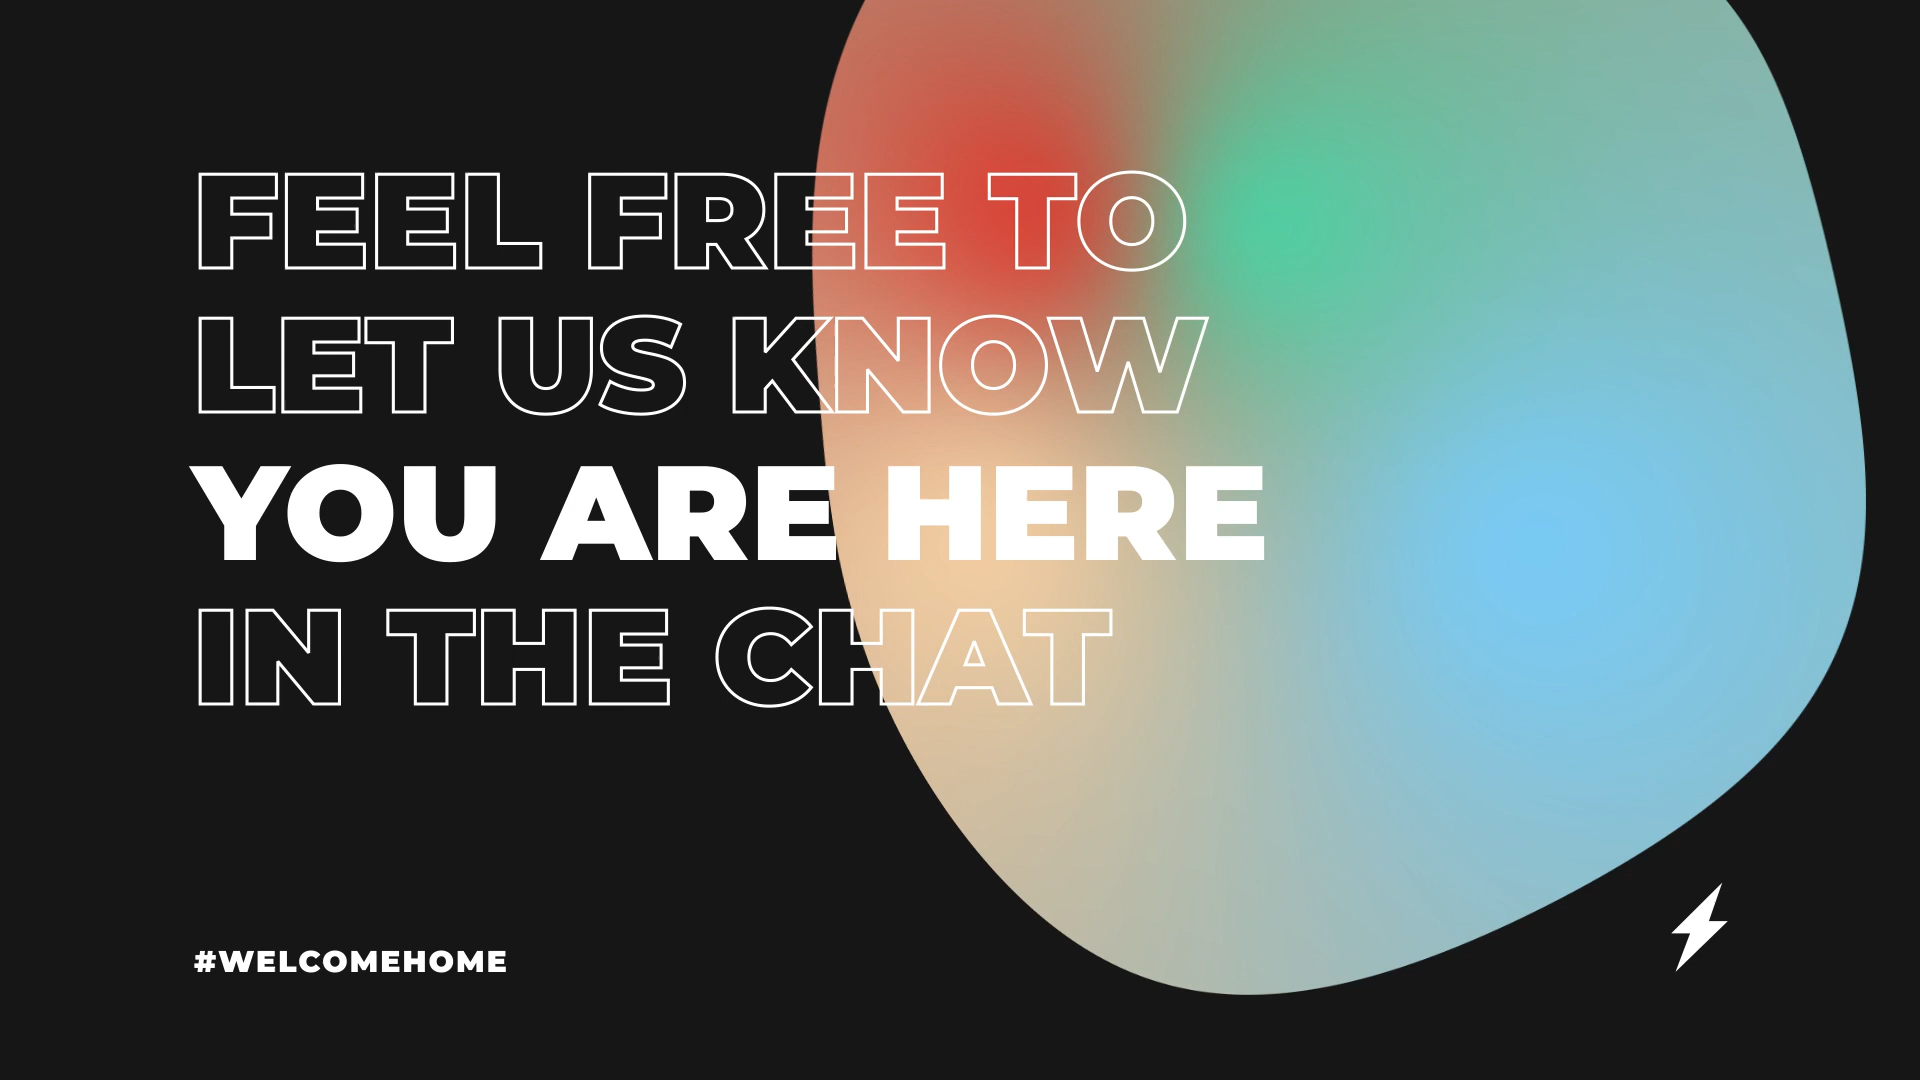 FEEL FREE TO
LET US KNOW
YOU ARE HERE
IN THE CHAT
#WELCOMEHOME